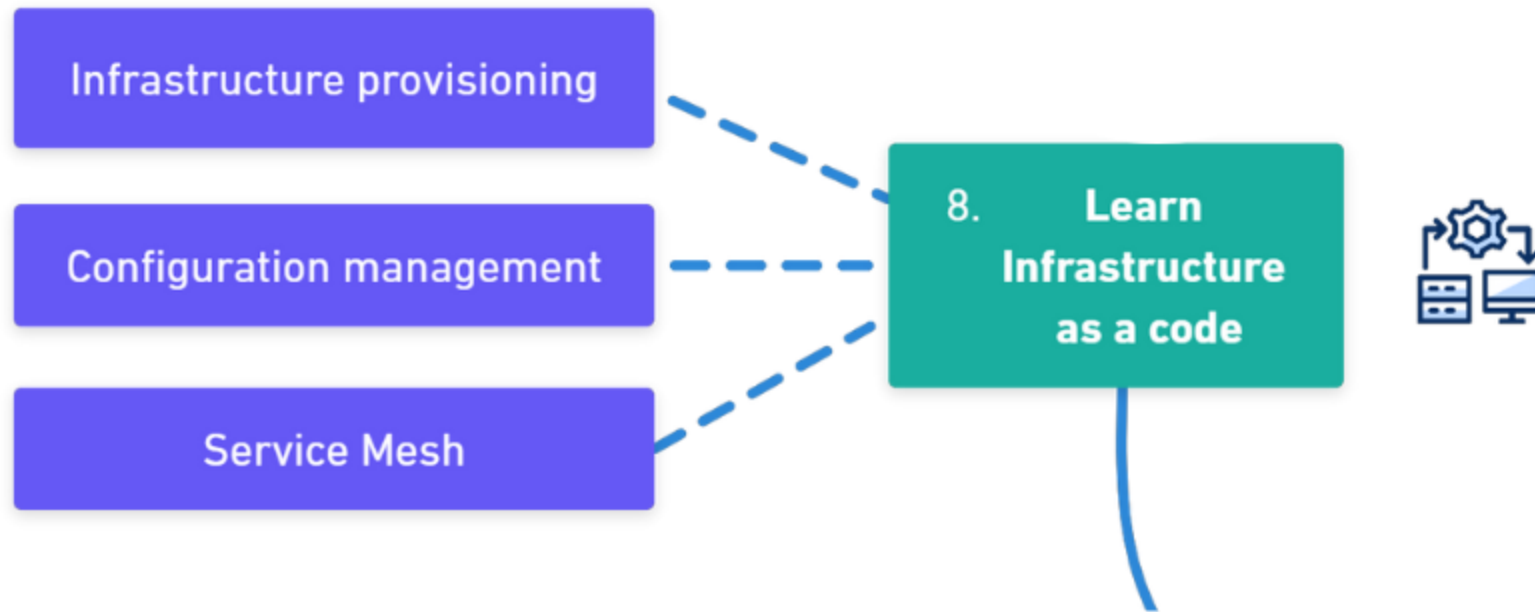 Infrastructure provisioning
Configuration management
Service Mesh
8. Learn
Infrastructure
as a code